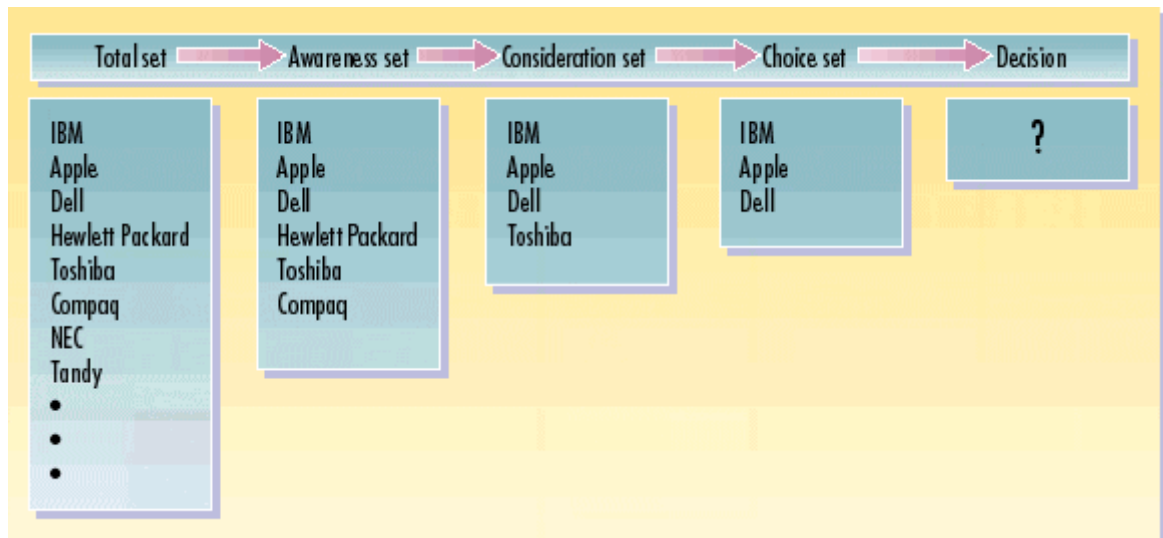 Total set Awareness set Consideration set Choice set Decision
IBM
Apple
Dell
Hewlett Packard
Toshiba
Compaq
NEC
Tandy
•
•
•
IBM
Apple
Dell
Hewlett Packard
Toshiba
Compaq
IBM
Apple
Dell
Toshiba
IBM
Apple
Dell
?